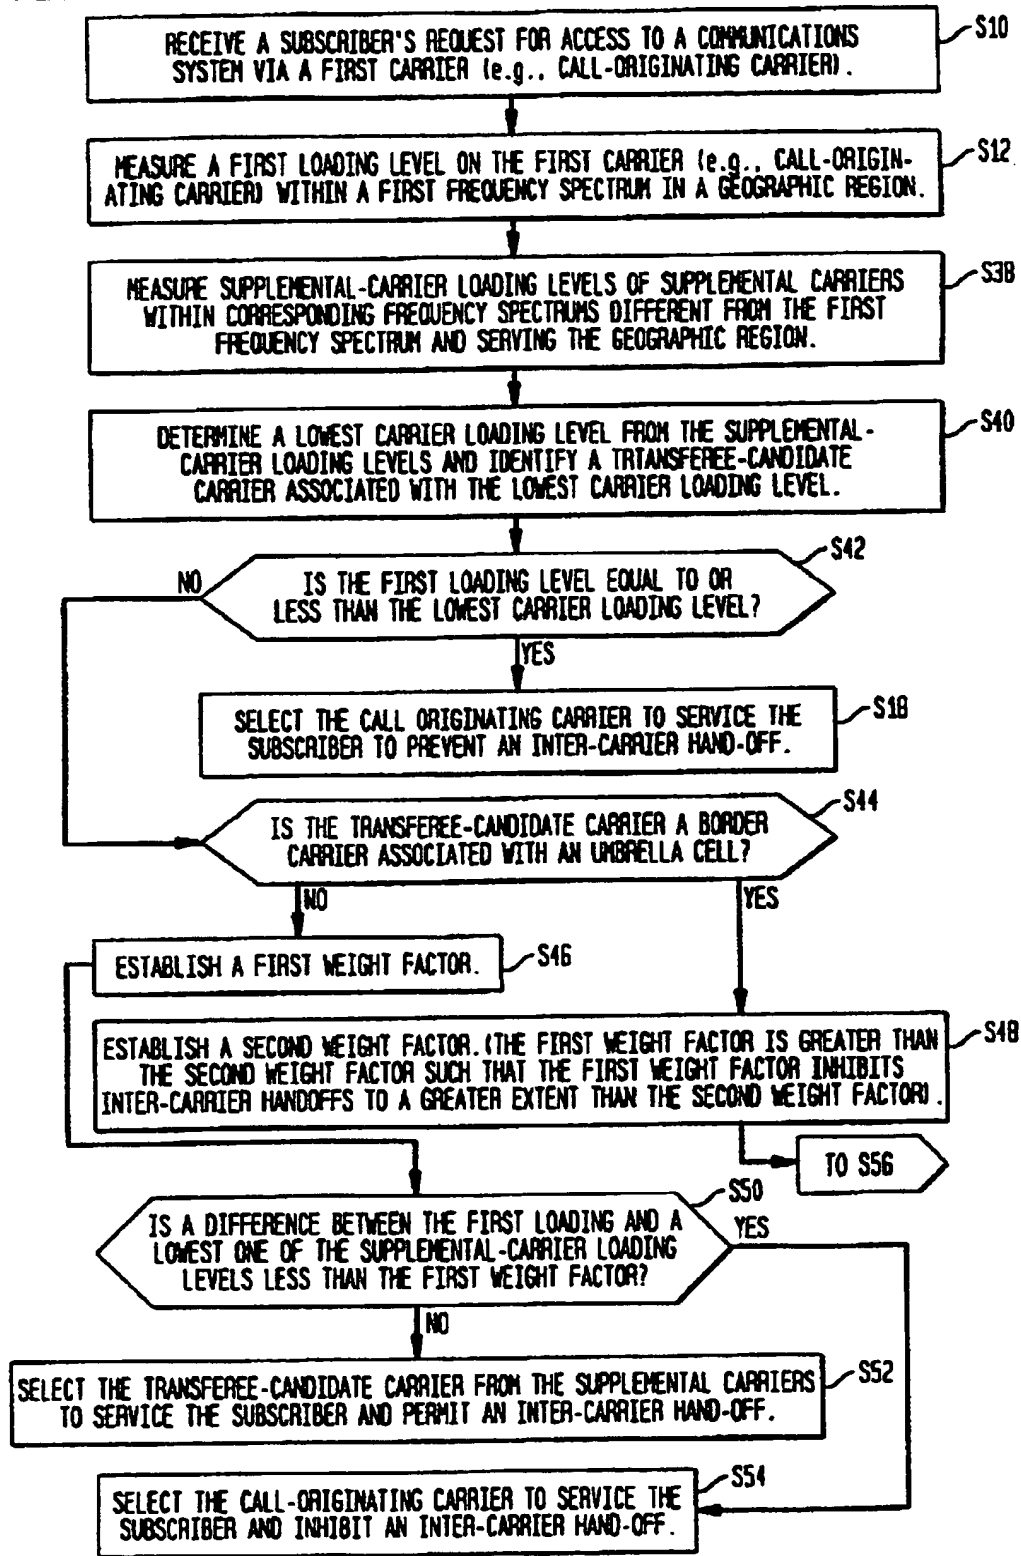 RECEIVE A SUBSCRIBER'S REQUEST FOR ACCESS TO A COMMUNICATIONS
SYSTEM VIA A FIRST CARRIER (e.g., CALL-ORIGINATING CARRIER).
S10
MEASURE A FIRST LOADING LEVEL ON THE FIRST CARRIER (e.g., CALL-ORIGIN-
ATING CARRIER) WITHIN A FIRST FREQUENCY SPECTRUM IN A GEOGRAPHIC REGION.
S12
MEASURE SUPPLEMENTAL-CARRIER LOADING LEVELS OF SUPPLEMENTAL CARRIERS
WITHIN CORRESPONDING FREQUENCY SPECTRUMS DIFFERENT FROM THE FIRST
FREQUENCY SPECTRUM AND SERVING THE GEOGRAPHIC REGION.
S38
DETERMINE A LOWEST CARRIER LOADING LEVEL FROM THE SUPPLEMENTAL-
CARRIER LOADING LEVELS AND IDENTIFY A TRTANSFEREE-CANDIDATE
CARRIER ASSOCIATED WITH THE LOWEST CARRIER LOADING LEVEL.
S40
IS THE FIRST LOADING LEVEL EQUAL TO OR
LESS THAN THE LOWEST CARRIER LOADING LEVEL?
S42
NO
YES
SELECT THE CALL ORIGINATING CARRIER TO SERVICE THE
SUBSCRIBER TO PREVENT AN INTER-CARRIER HAND-OFF.
S18
IS THE TRANSFEREE-CANDIDATE CARRIER A BORDER
CARRIER ASSOCIATED WITH AN UMBRELLA CELL?
S44
NO
YES
ESTABLISH A FIRST WEIGHT FACTOR.
S46
ESTABLISH A SECOND WEIGHT FACTOR.(THE FIRST WEIGHT FACTOR IS GREATER THAN
THE SECOND WEIGHT FACTOR SUCH THAT THE FIRST WEIGHT FACTOR INHIBITS
INTER-CARRIER HANDOFFS TO A GREATER EXTENT THAN THE SECOND WEIGHT FACTOR).
S48
TO S56
IS A DIFFERENCE BETWEEN THE FIRST LOADING AND A
LOWEST ONE OF THE SUPPLEMENTAL-CARRIER LOADING
LEVELS LESS THAN THE FIRST WEIGHT FACTOR?
S50
YES
NO
SELECT THE TRANSFEREE-CANDIDATE CARRIER FROM THE SUPPLEMENTAL CARRIERS
TO SERVICE THE SUBSCRIBER AND PERMIT AN INTER-CARRIER HAND-OFF.
S52
SELECT THE CALL-ORIGINATING CARRIER TO SERVICE THE
SUBSCRIBER AND INHIBIT AN INTER-CARRIER HAND-OFF.
S54